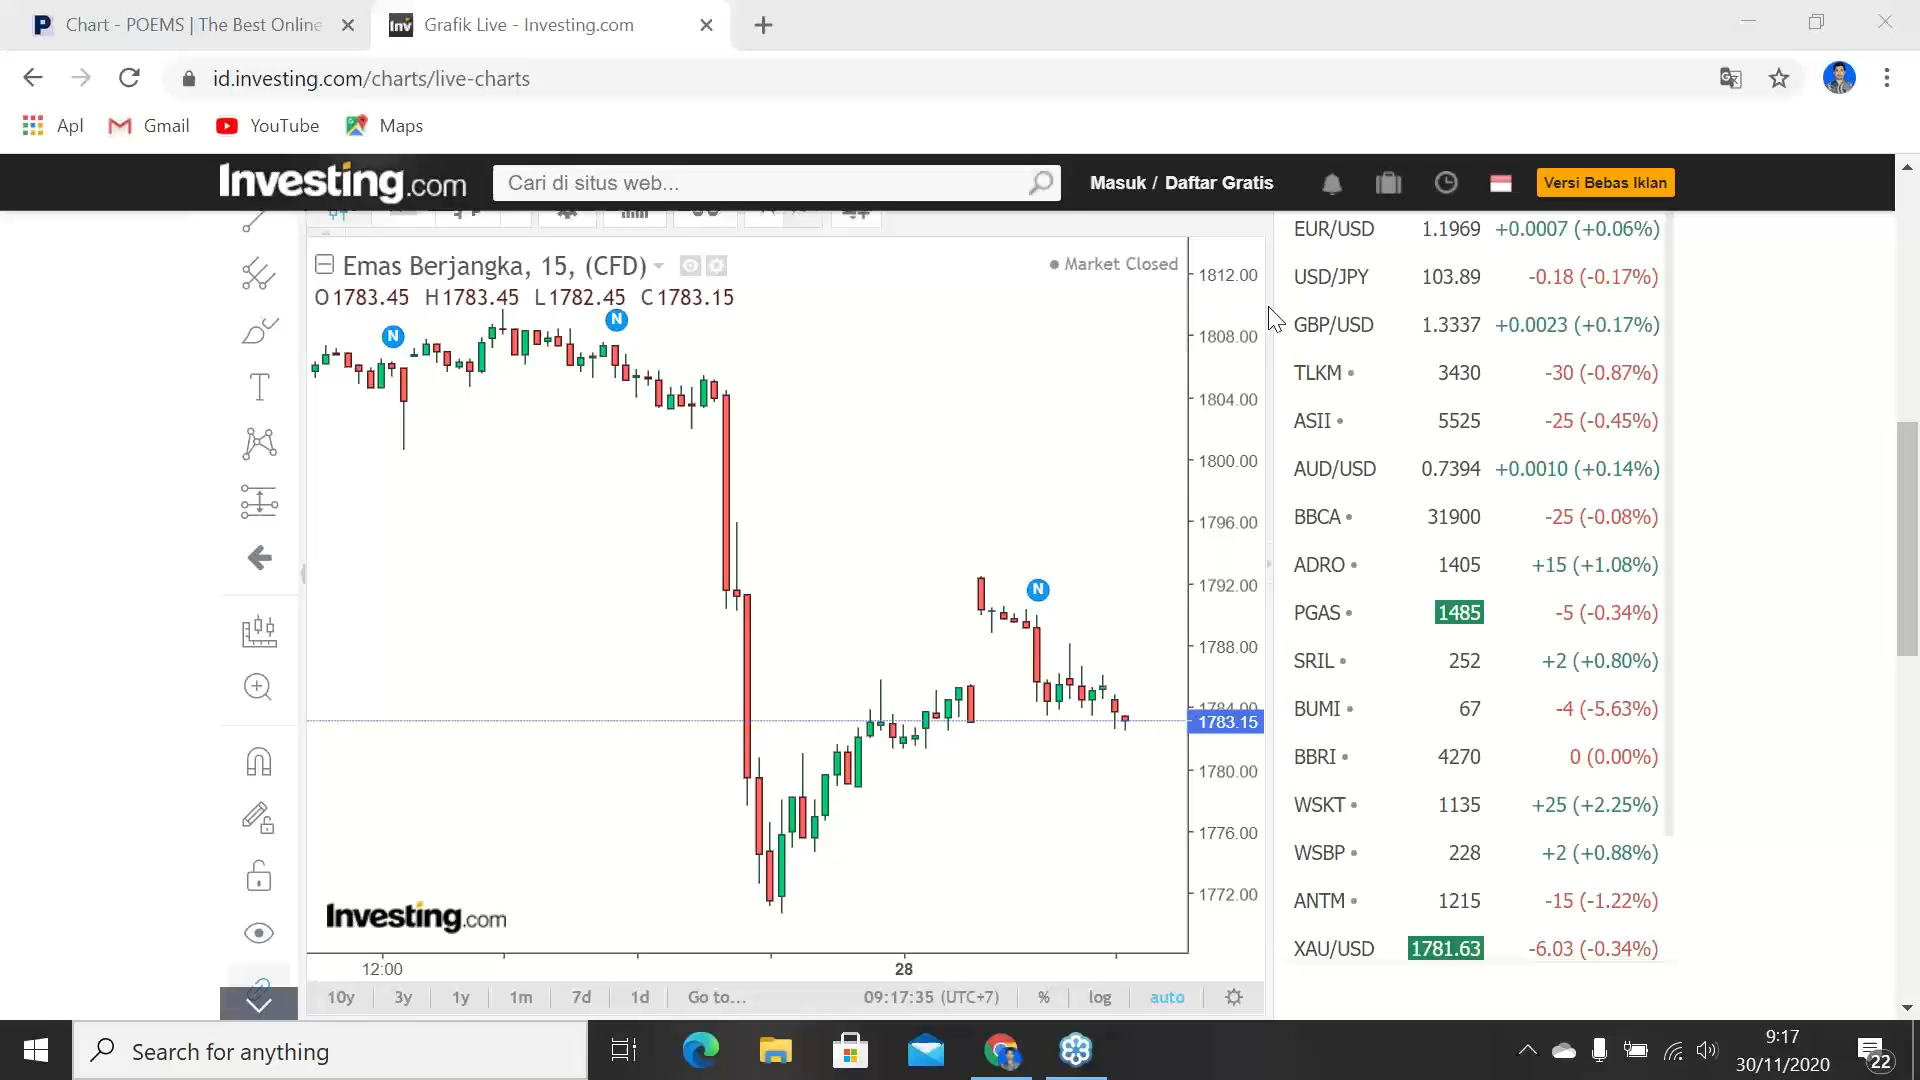 Chart - POEMS | The Best Online
Grafik Live - Investing.com
id.investing.com/charts/live-charts
Apl
Gmail
YouTube
Maps
Investing.com
Cari di situs web...
Masuk / Daftar Gratis
Versi Bebas Iklan
Emas Berjangka, 15, (CFD)
Market Closed
O1783.45 H1783.45 L1782.45 C1783.15
N
N
N
1812.00
1808.00
1804.00
1800.00
1796.00
1792.00
1788.00
1784.00
1783.15
1780.00
1776.00
1772.00
Investing.com
12:00
28
10y
3y
1y
1m
7d
1d
Go to...
09:17:35 (UTC+7)
%
log
auto
EUR/USD 1.1969 +0.0007 (+0.06%)
USD/JPY 103.89 -0.18 (-0.17%)
GBP/USD 1.3337 +0.0023 (+0.17%)
TLKM 3430 -30 (-0.87%)
ASII 5525 -25 (-0.45%)
AUD/USD 0.7394 +0.0010 (+0.14%)
BBCA 31900 -25 (-0.08%)
ADRO 1405 +15 (+1.08%)
PGAS 1485 -5 (-0.34%)
SRIL 252 +2 (+0.80%)
BUMI 67 -4 (-5.63%)
BBRI 4270 0 (0.00%)
WSKT 1135 +25 (+2.25%)
WSBP 228 +2 (+0.88%)
ANTM 1215 -15 (-1.22%)
XAU/USD 1781.63 -6.03 (-0.34%)
Search for anything
9:17
30/11/2020
22